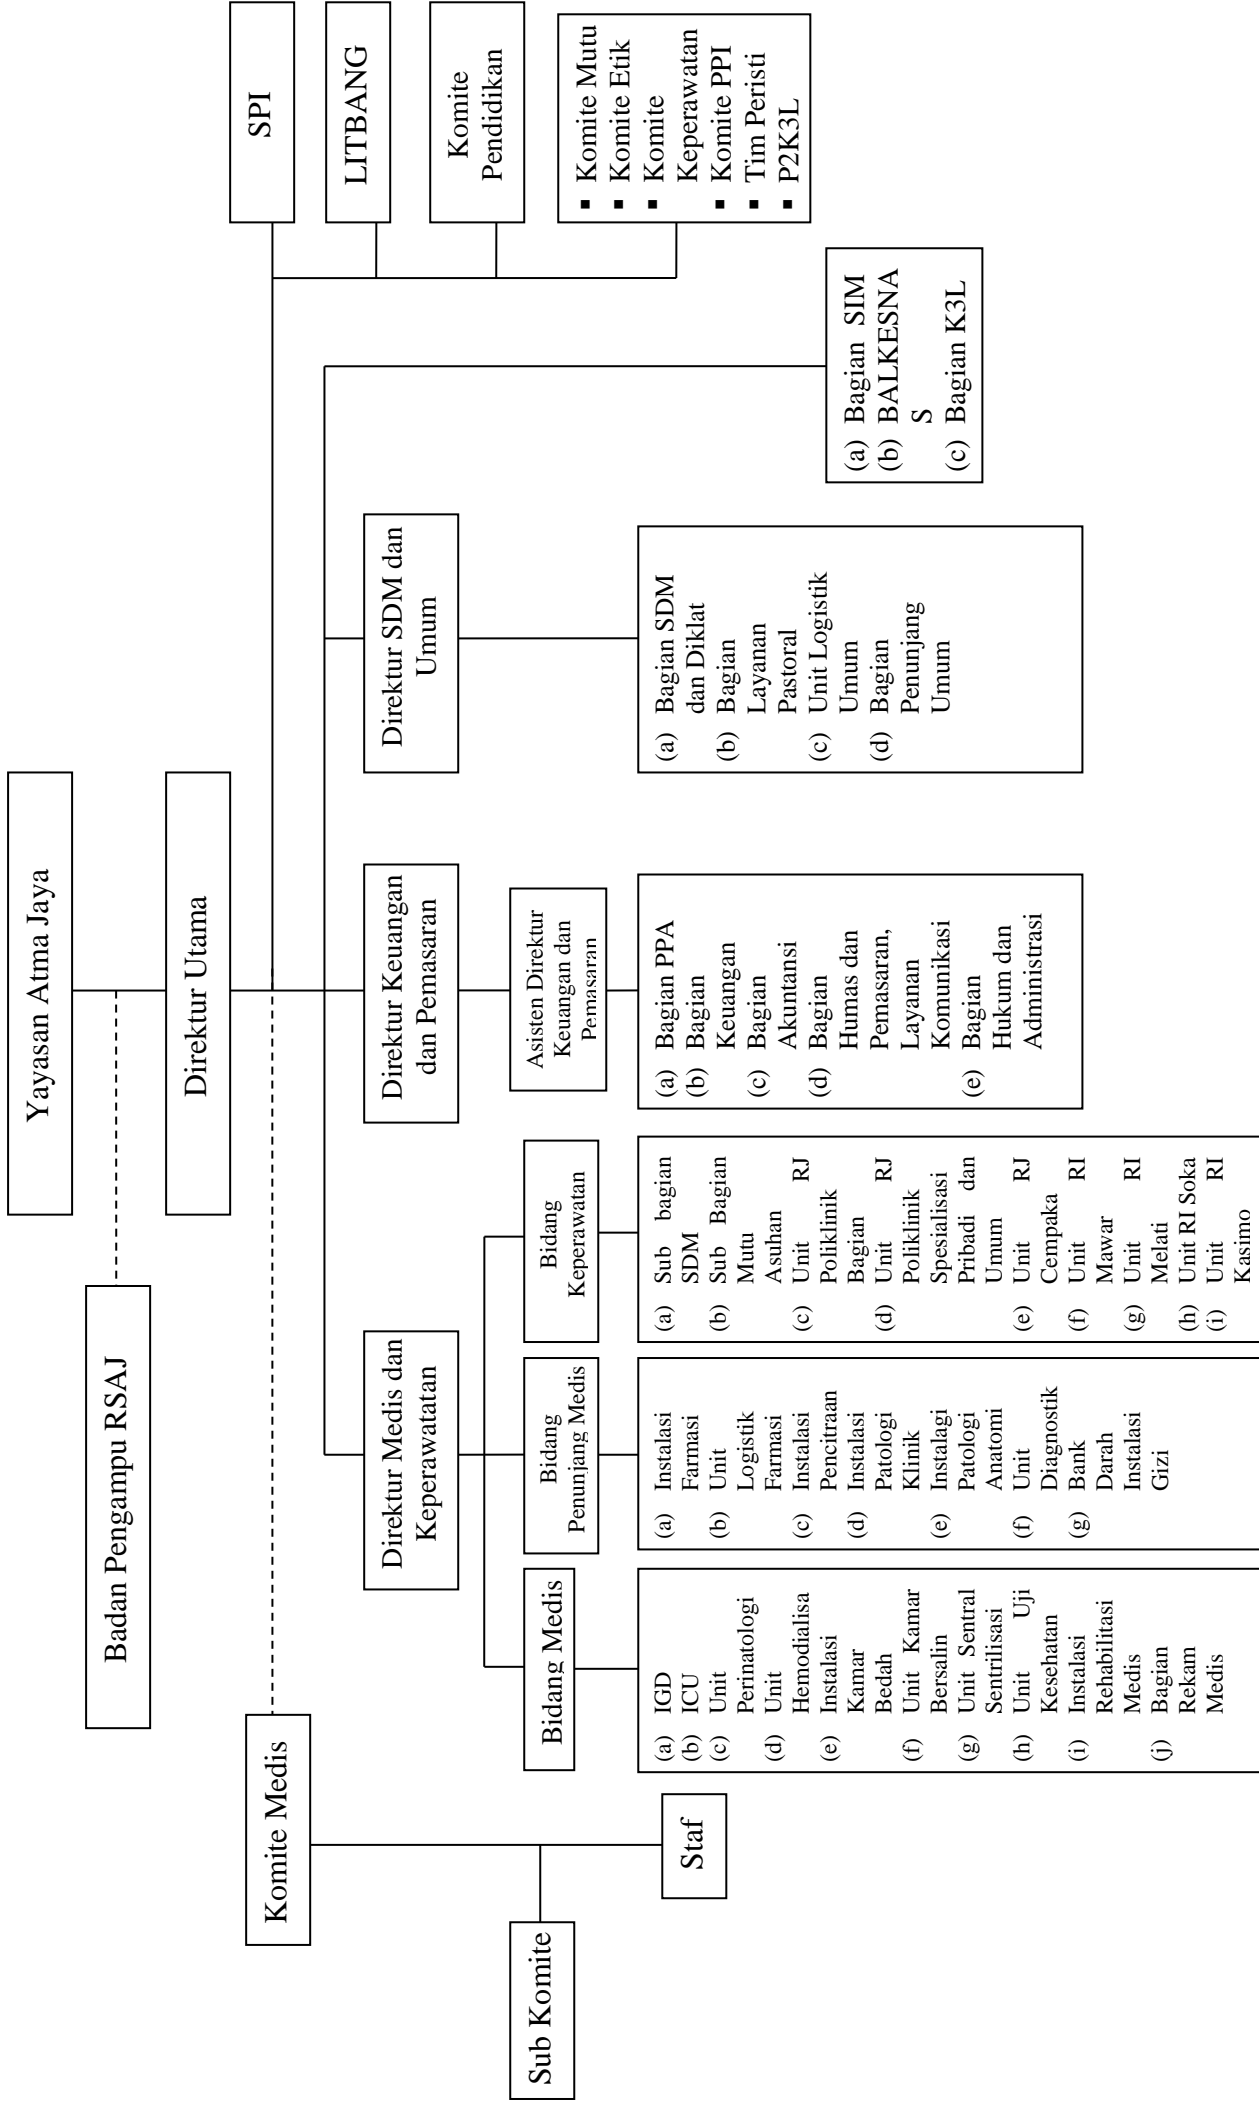 Yayasan Atma Jaya
Badan Pengampu RSAJ
Direktur Utama
Komite Medis
SPI
LITBANG
Komite
Pendidikan
▪ Komite Mutu
▪ Komite Etik
▪ Komite
Keperawatan
▪ Komite PPI
▪ Tim Peristi
▪ P2K3L
Sub Komite
Staf
Direktur Medis dan
Keperawatatan
Direktur Keuangan
dan Pemasaran
Direktur SDM dan
Umum
(a) Bagian SIM
(b) BALKESNA
S
(c) Bagian K3L
Bidang Medis
Bidang
Penunjang Medis
Bidang
Keperawatan
Asisten Direktur
Keuangan dan
Pemasaran
(a) IGD
(b) ICU
(c) Unit
Perinatologi
(d) Unit
Hemodialisa
(e) Instalasi
Kamar
Bedah
(f) Unit Kamar
Bersalin
(g) Unit Sentral
Sentrilisasi
(h) Unit Uji
Kesehatan
(i) Instalasi
Rehabilitasi
Medis
(j) Bagian
Rekam
Medis
(a) Instalasi
Farmasi
(b) Unit
Logistik
Farmasi
(c) Instalasi
Pencitraan
(d) Instalasi
Patologi
Klinik
(e) Instalagi
Patologi
Anatomi
(f) Unit
Diagnostik
(g) Bank
Darah
Instalasi
Gizi
(a) Sub bagian
SDM
(b) Sub Bagian
Mutu
Asuhan
(c) Unit RJ
Poliklinik
Bagian
(d) Unit RJ
Poliklinik
Spesialisasi
Pribadi dan
Umum
(e) Unit RJ
Cempaka
(f) Unit RI
Mawar
(g) Unit RI
Melati
(h) Unit RI Soka
(i) Unit RI
Kasimo
(a) Bagian PPA
(b) Bagian
Keuangan
(c) Bagian
Akuntansi
(d) Bagian
Humas dan
Pemasaran,
Layanan
Komunikasi
(e) Bagian
Hukum dan
Administrasi
(a) Bagian SDM
dan Diklat
(b) Bagian
Layanan
Pastoral
(c) Unit Logistik
Umum
(d) Bagian
Penunjang
Umum